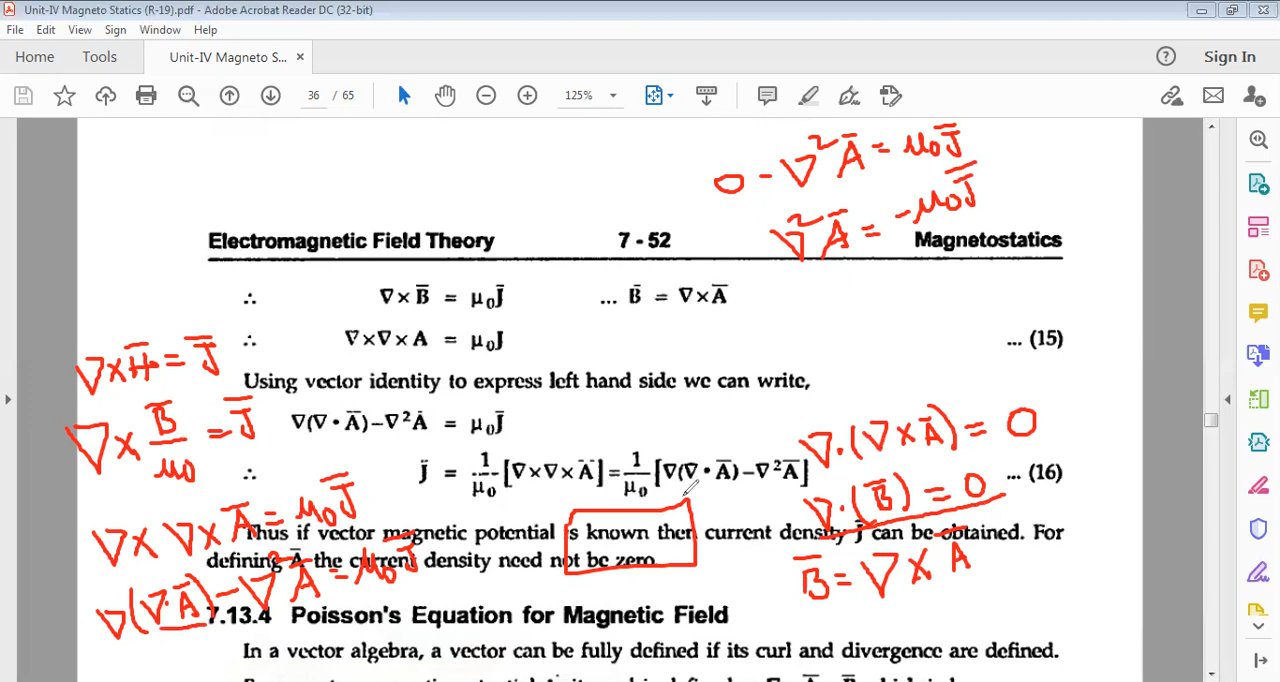 Unit-IV Magneto Statics (R-19).pdf - Adobe Acrobat Reader DC (32-bit)
File Edit View Sign Window Help
Home Tools Unit-IV Magneto S... × Sign In
36 / 65 125%
0 - ∇²A̅ = μ0J̅
∇²A̅ = -μ0J̅
Electromagnetic Field Theory 7 - 52 Magnetostatics
∴ ∇×B̅ = μ₀J̅ ... B̅ = ∇×A̅
∴ ∇×∇×A = μ₀J ... (15)
∇×H̅ = J̅
Using vector identity to express left hand side we can write,
∇(∇•A̅)−∇²A̅ = μ₀J̅
∇× B̅/μ0 = J̅
∇·(∇×A̅) = 0
∴ J̅ = 1/μ₀ [∇×∇×A̅] = 1/μ₀ [∇(∇•A̅)−∇²A̅] ... (16)
∇·(B̅) = 0
∇×∇×A̅ = μ0J̅
Thus if vector magnetic potential is known then current density J̅ can be obtained. For
defining A̅ the current density need not be zero.
B̅ = ∇×A
∇(∇·A̅) - ∇²A̅ = μ0J̅
7.13.4 Poisson's Equation for Magnetic Field
In a vector algebra, a vector can be fully defined if its curl and divergence are defined.